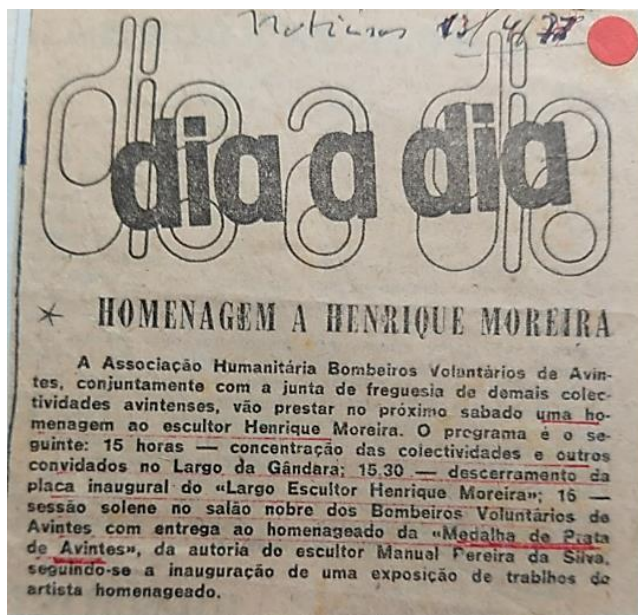 Notícias 13/4/77
dia a dia
HOMENAGEM A HENRIQUE MOREIRA
A Associação Humanitária Bombeiros Voluntários de Avin-
tes, conjuntamente com a junta de freguesia de demais colec-
tividades avintenses, vão prestar no próximo sabado uma ho-
menagem ao escultor Henrique Moreira. O programa é o se-
guinte: 15 horas — concentração das colectividades e outros
convidados no Largo da Gândara; 15,30 — descerramento da
placa inaugural do «Largo Escultor Henrique Moreira»; 16 —
sessão solene no salão nobre dos Bombeiros Voluntários de
Avintes com entrega ao homenageado da «Medalha de Prata
de Avintes», da autoria do escultor Manuel Pereira da Silva,
seguindo-se a inauguração de uma exposição de trablhos do
artista homenageado.